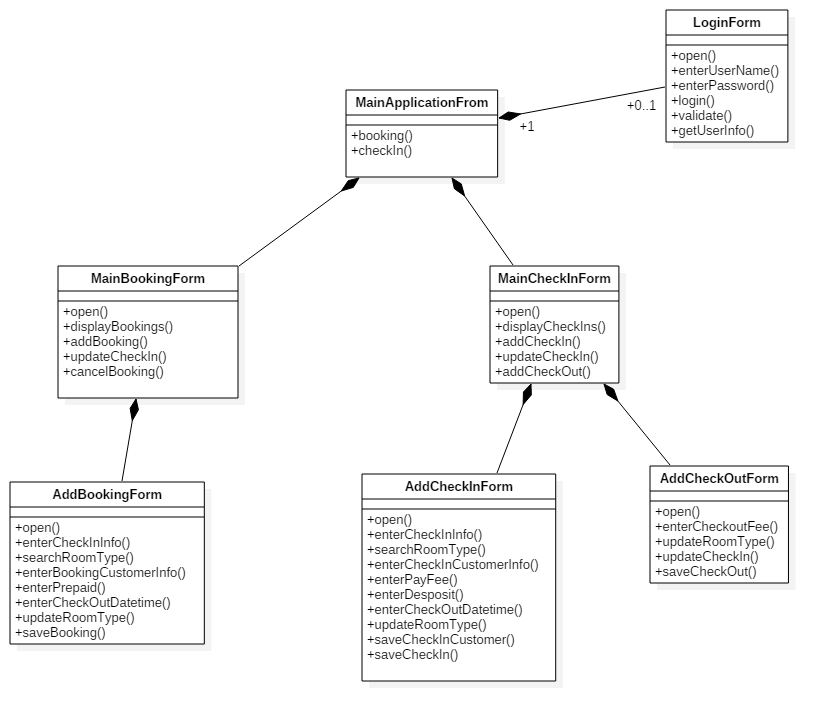 LoginForm
+open()
+enterUserName()
+enterPassword()
+login()
+validate()
+getUserInfo()
MainApplicationFrom
+booking()
+checkIn()
+1
+0..1
MainBookingForm
+open()
+displayBookings()
+addBooking()
+updateCheckIn()
+cancelBooking()
MainCheckInForm
+open()
+displayCheckIns()
+addCheckIn()
+updateCheckIn()
+addCheckOut()
AddBookingForm
+open()
+enterCheckInInfo()
+searchRoomType()
+enterBookingCustomerInfo()
+enterPrepaid()
+enterCheckOutDatetime()
+updateRoomType()
+saveBooking()
AddCheckInForm
+open()
+enterCheckInInfo()
+searchRoomType()
+enterCheckInCustomerInfo()
+enterPayFee()
+enterDesposit()
+enterCheckOutDatetime()
+updateRoomType()
+saveCheckInCustomer()
+saveCheckIn()
AddCheckOutForm
+open()
+enterCheckoutFee()
+updateRoomType()
+updateCheckIn()
+saveCheckOut()